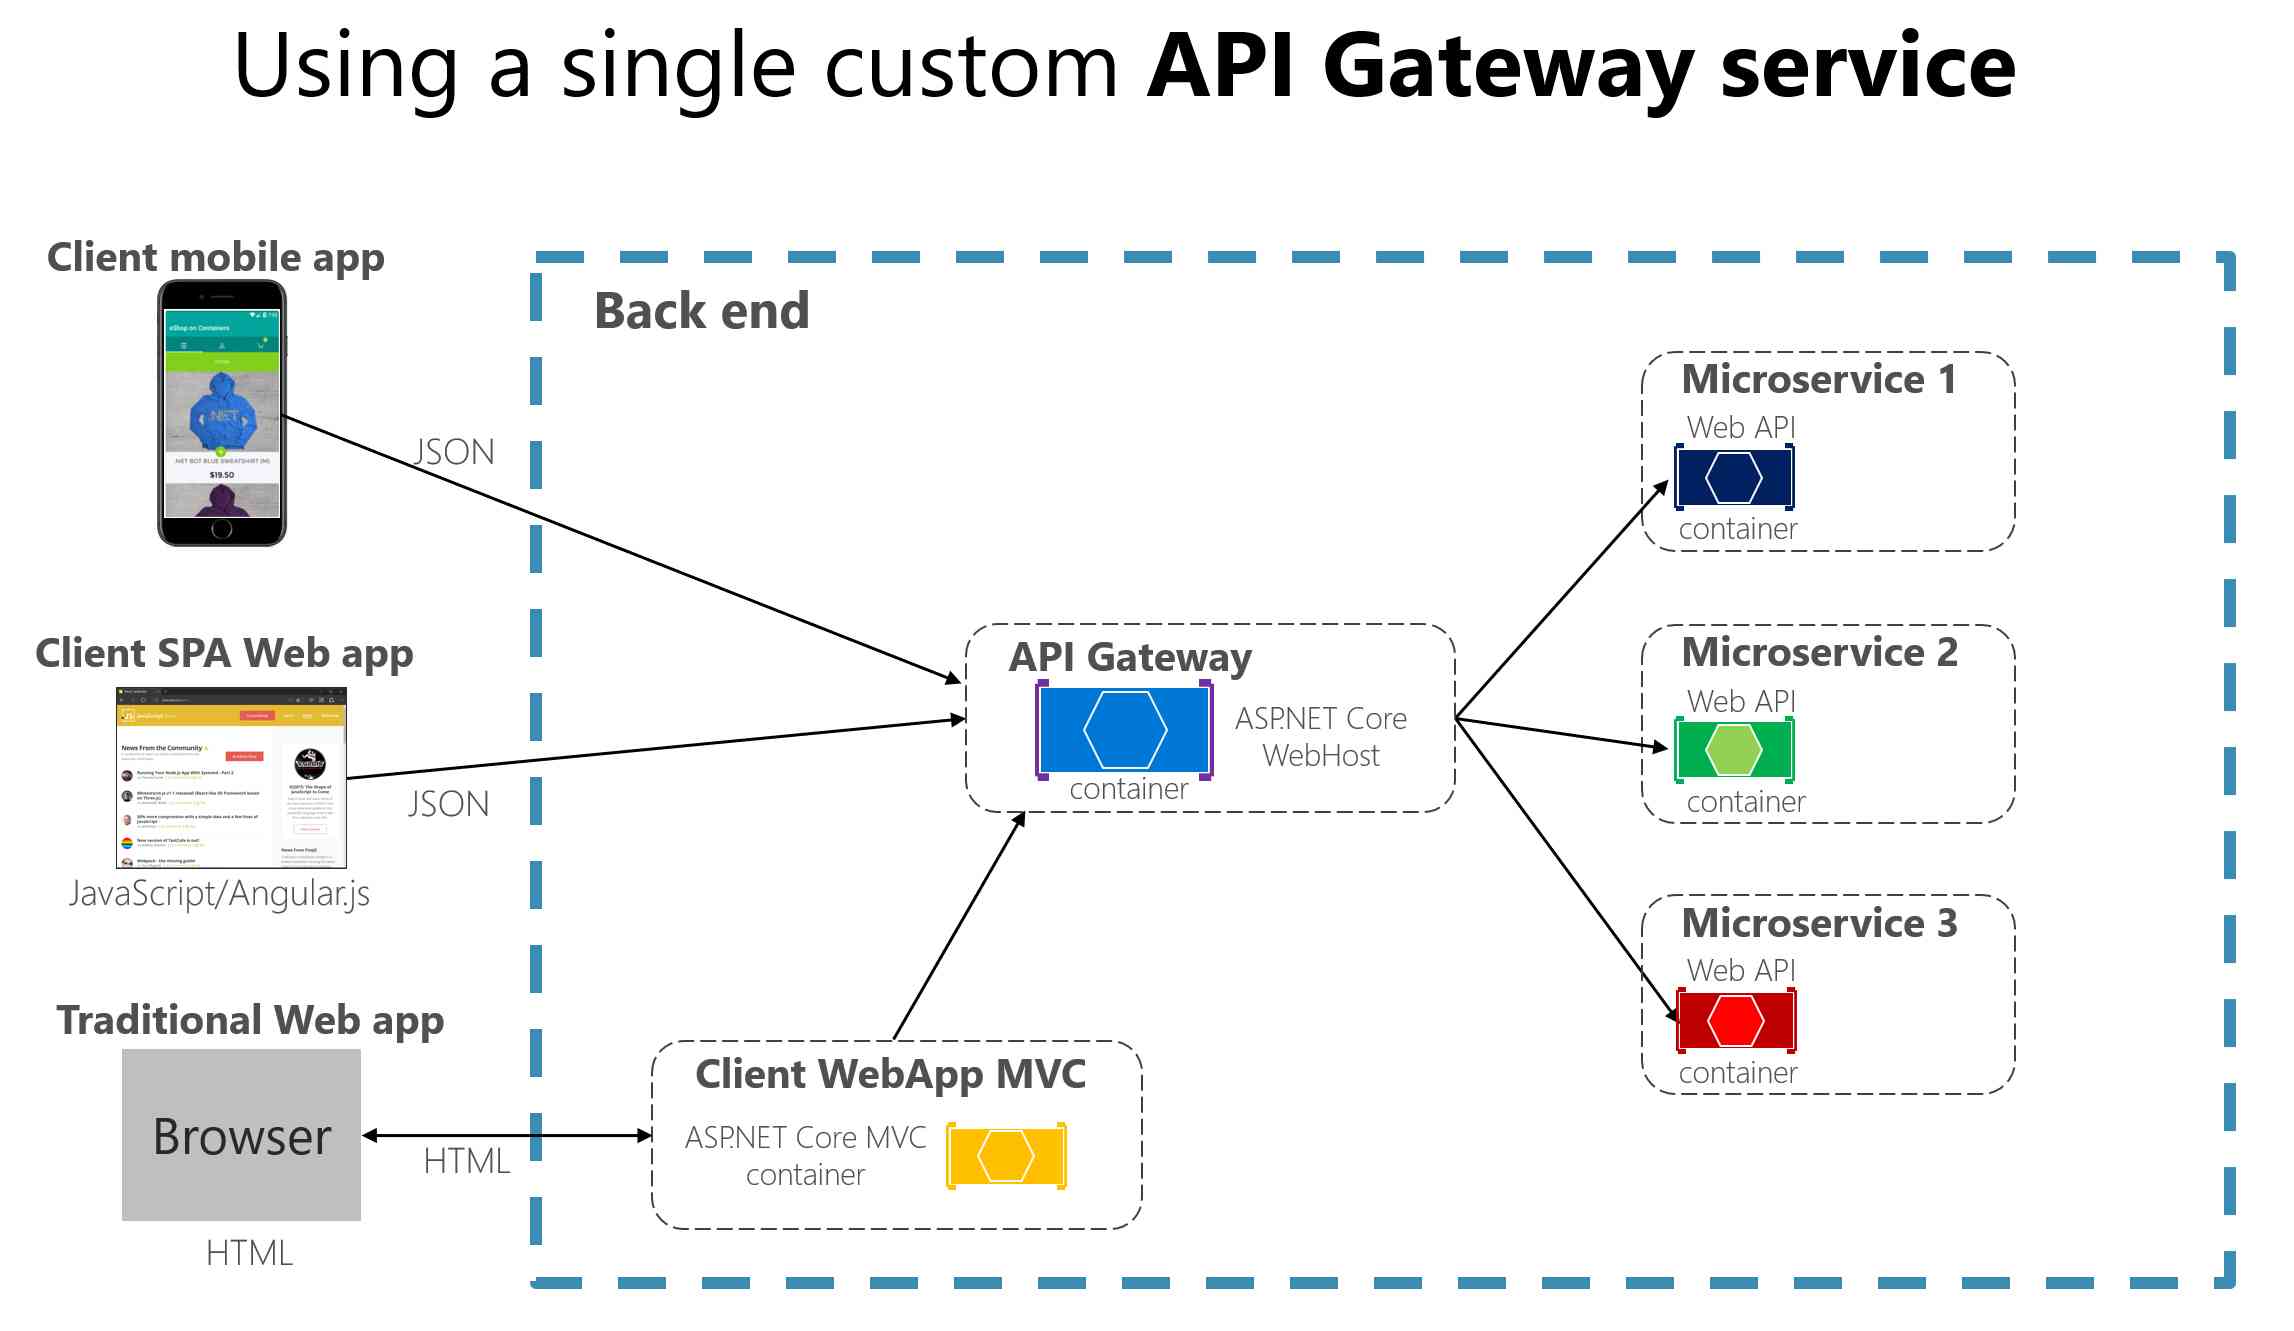 Using a single custom API Gateway service
Client mobile app
eShop on Containers
.NET
.NET BOT BLUE SWEATSHIRT (M)
$19.50
JSON
Client SPA Web app
JavaScript
News From the Community
JavaScript/Angular.js
JSON
Traditional Web app
Browser
HTML
HTML
Back end
API Gateway
ASP.NET Core
WebHost
container
Client WebApp MVC
ASP.NET Core MVC
container
Microservice 1
Web API
container
Microservice 2
Web API
container
Microservice 3
Web API
container